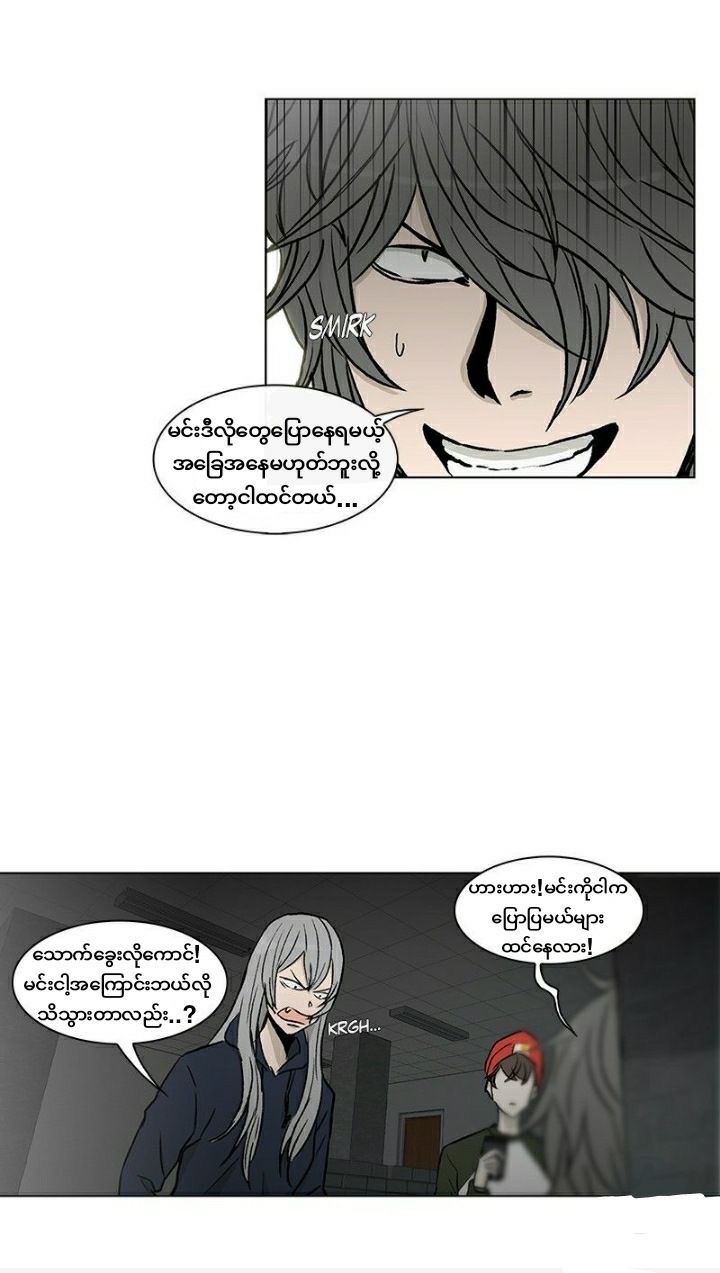 SMIRK
မင်းဒီလိုတွေပြောနေရမယ့်
အခြေအနေမဟုတ်ဘူးလို့
တော့ငါထင်တယ်...
သောက်ခွေးလိုကောင်!
မင်းငါ့အကြောင်းဘယ်လို
သိသွားတာလည်း..?
KRGH...
ဟားဟား!မင်းကိုငါက
ပြောပြမယ်များ
ထင်နေလား!